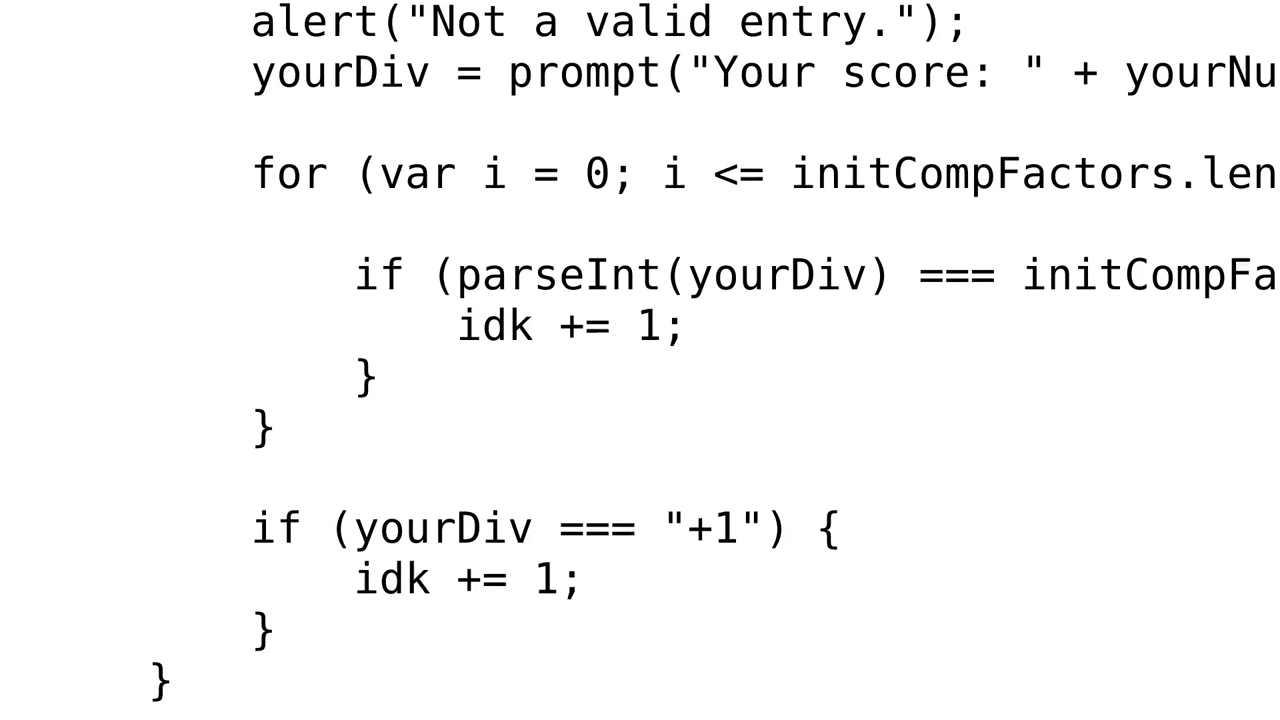 alert("Not a valid entry.");
yourDiv = prompt("Your score: " + yourNu
for (var i = 0; i <= initCompFactors.len
if (parseInt(yourDiv) === initCompFa
idk += 1;
}
}
if (yourDiv === "+1") {
idk += 1;
}
}